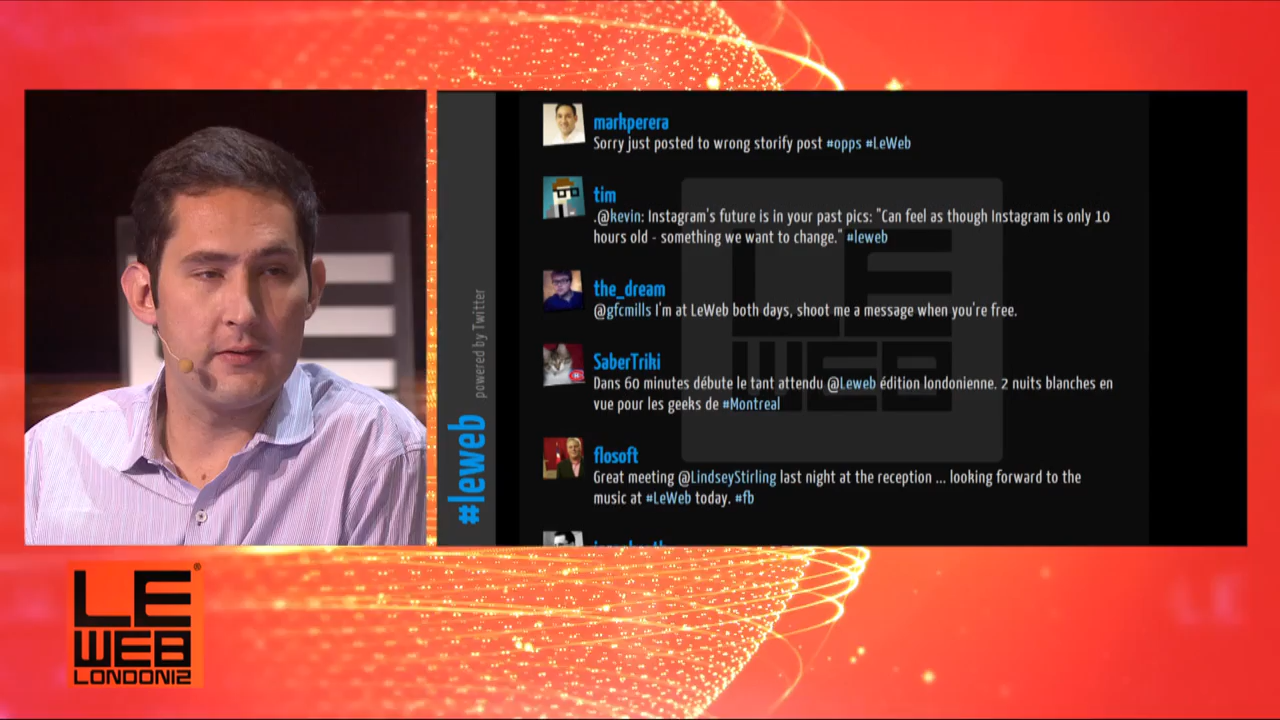 markperera
Sorry just posted to wrong storify post #opps #LeWeb
tim
.@kevin: Instagram's future is in your past pics: "Can feel as though Instagram is only 10
hours old - something we want to change." #leweb
the_dream
@gfcmills I'm at LeWeb both days, shoot me a message when you're free.
SaberTriki
Dans 60 minutes débute le tant attendu @Leweb édition londonienne. 2 nuits blanches en
vue pour les geeks de #Montreal
flosoft
Great meeting @LindseyStirling last night at the reception ... looking forward to the
music at #LeWeb today. #fb
#leweb
powered by Twitter
LE
WEB
LE
WEB
LONDON12
®
LE